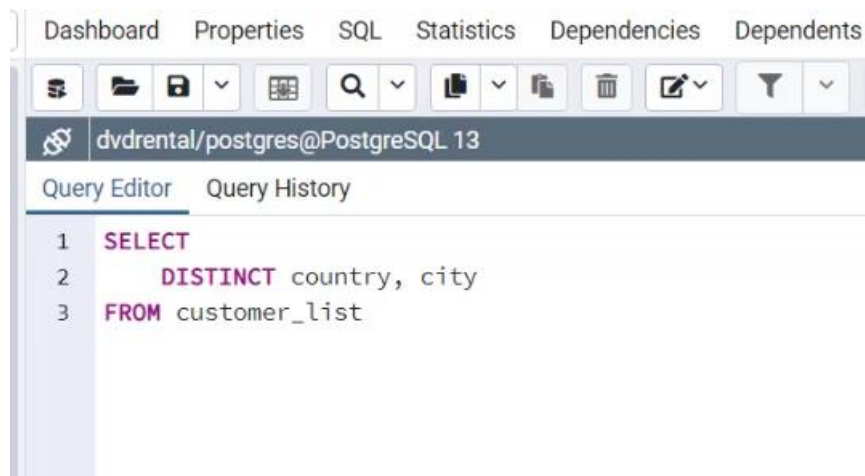 Dashboard Properties SQL Statistics Dependencies Dependents
dvdrental/postgres@PostgreSQL 13
Query Editor Query History
1 SELECT
2 DISTINCT country, city
3 FROM customer_list